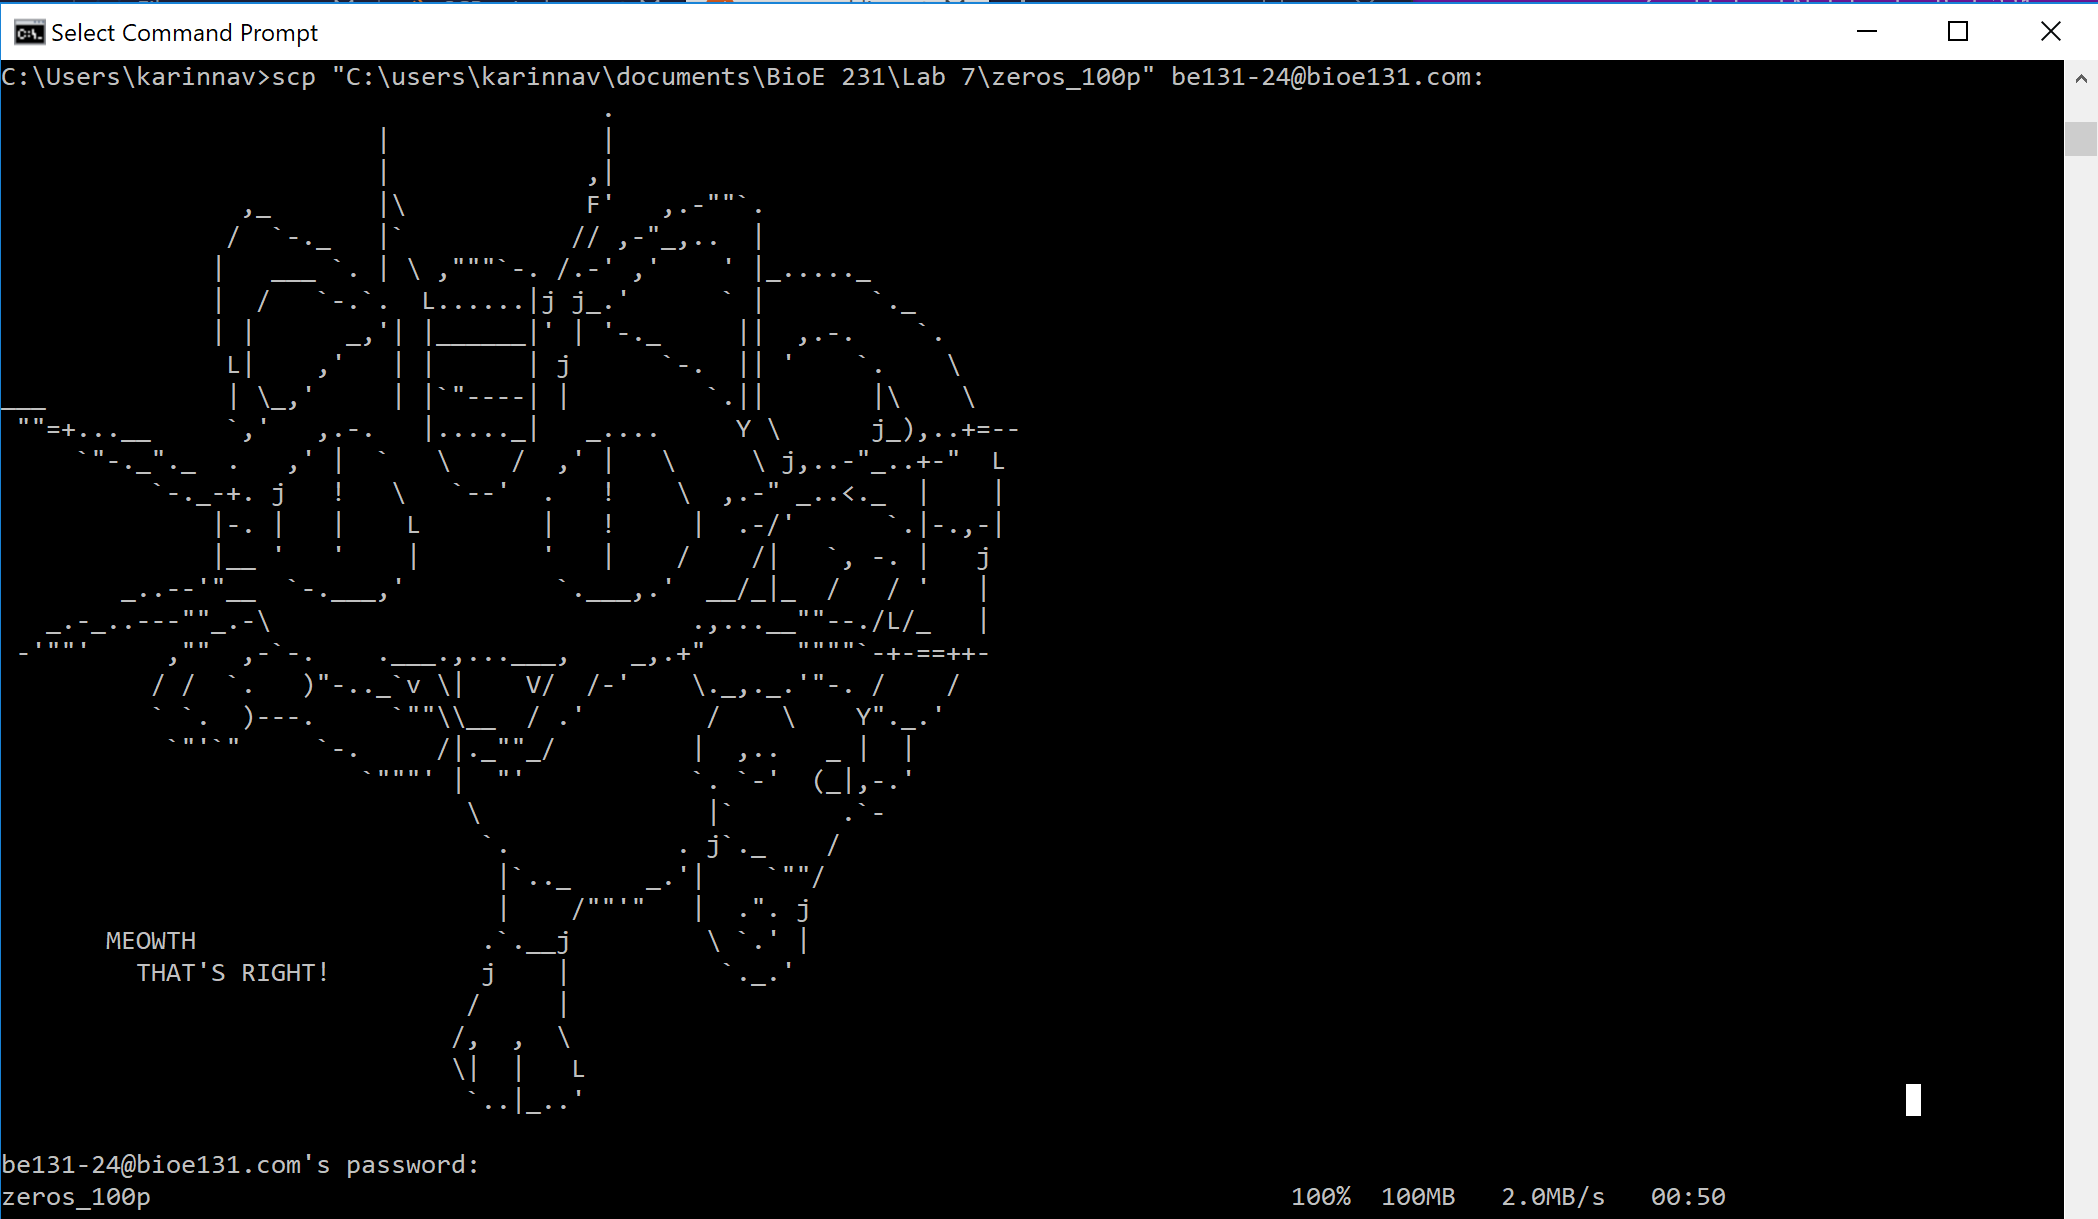 Select Command Prompt
C:\Users\karinnav>scp "C:\users\karinnav\documents\BioE 231\Lab 7\zeros_100p" be131-24@bioe131.com:
MEOWTH
THAT'S RIGHT!
be131-24@bioe131.com's password:
zeros_100p 100% 100MB 2.0MB/s 00:50